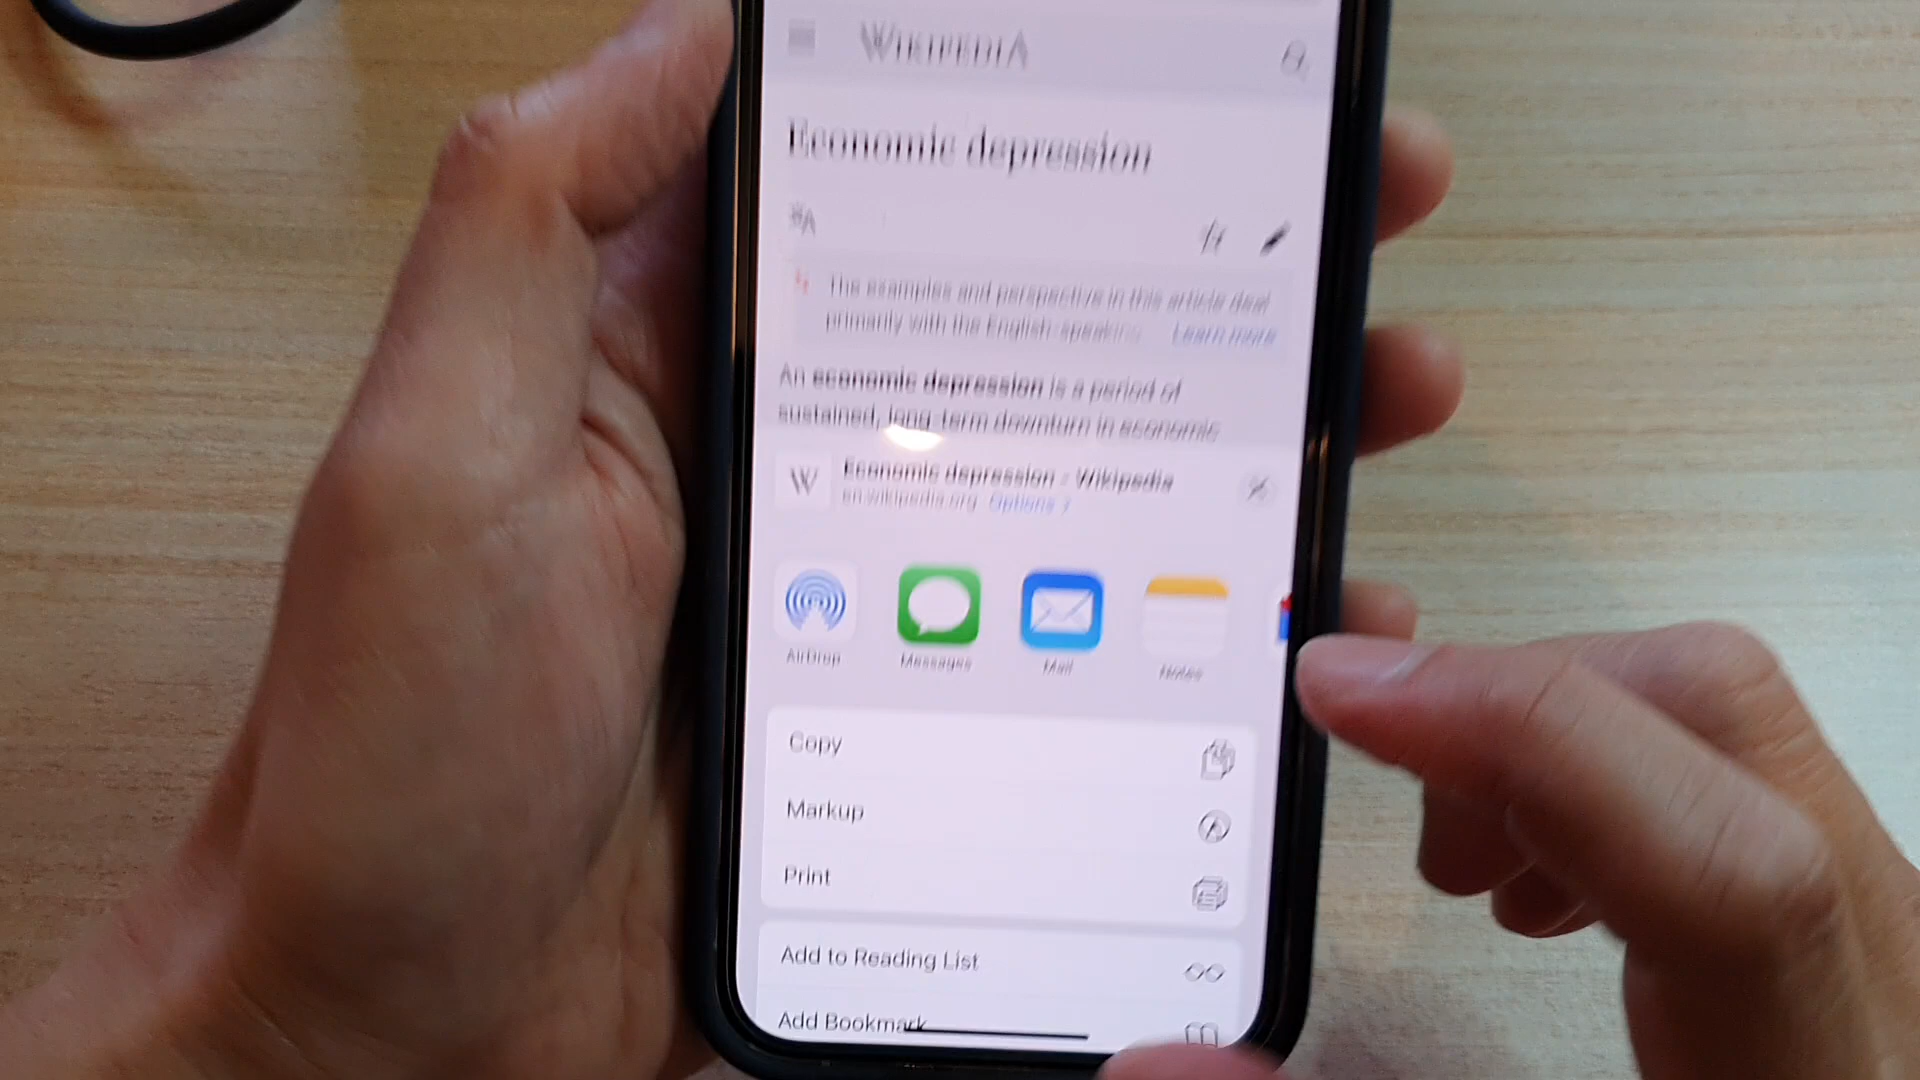 WIKIPEDIA
Economic depression
The examples and perspective in this article deal
primarily with the English-speaking Learn more
An economic depression is a period of
sustained, long-term downturn in economic
W Economic depression - Wikipedia
en.wikipedia.org Options >
AirDrop Messages Mail Notes
Copy
Markup
Print
Add to Reading List
Add Bookmark